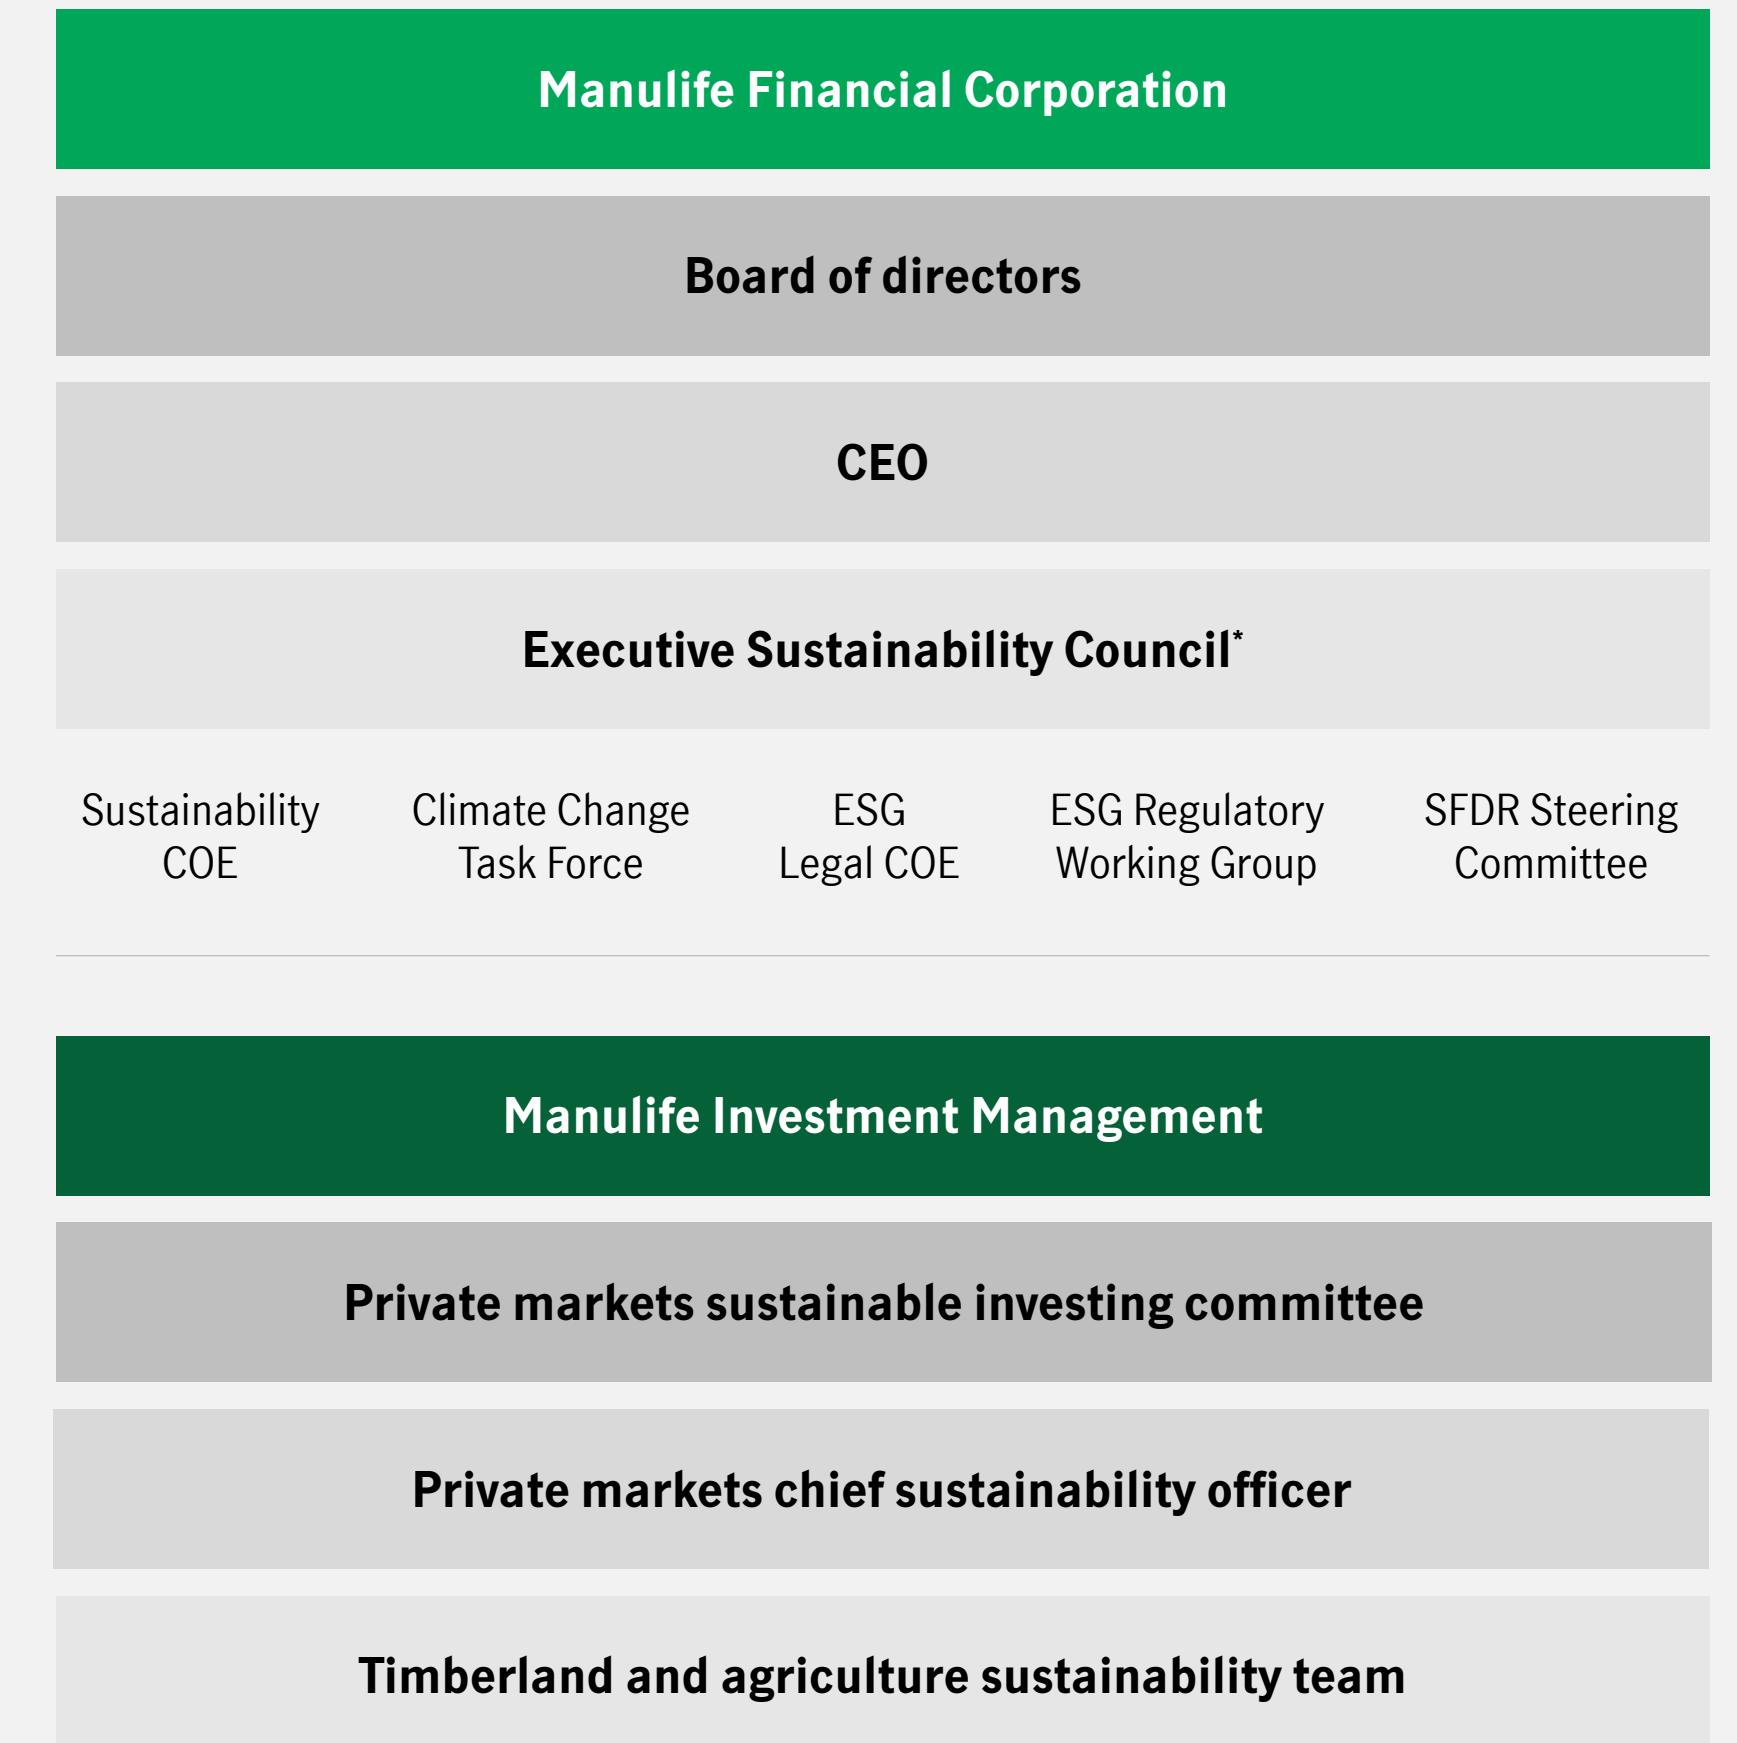 Manulife Financial Corporation
Board of directors
CEO
Executive Sustainability Council*
Sustainability
COE
Climate Change
Task Force
ESG
Legal COE
ESG Regulatory
Working Group
SFDR Steering
Committee
Manulife Investment Management
Private markets sustainable investing committee
Private markets chief sustainability officer
Timberland and agriculture sustainability team